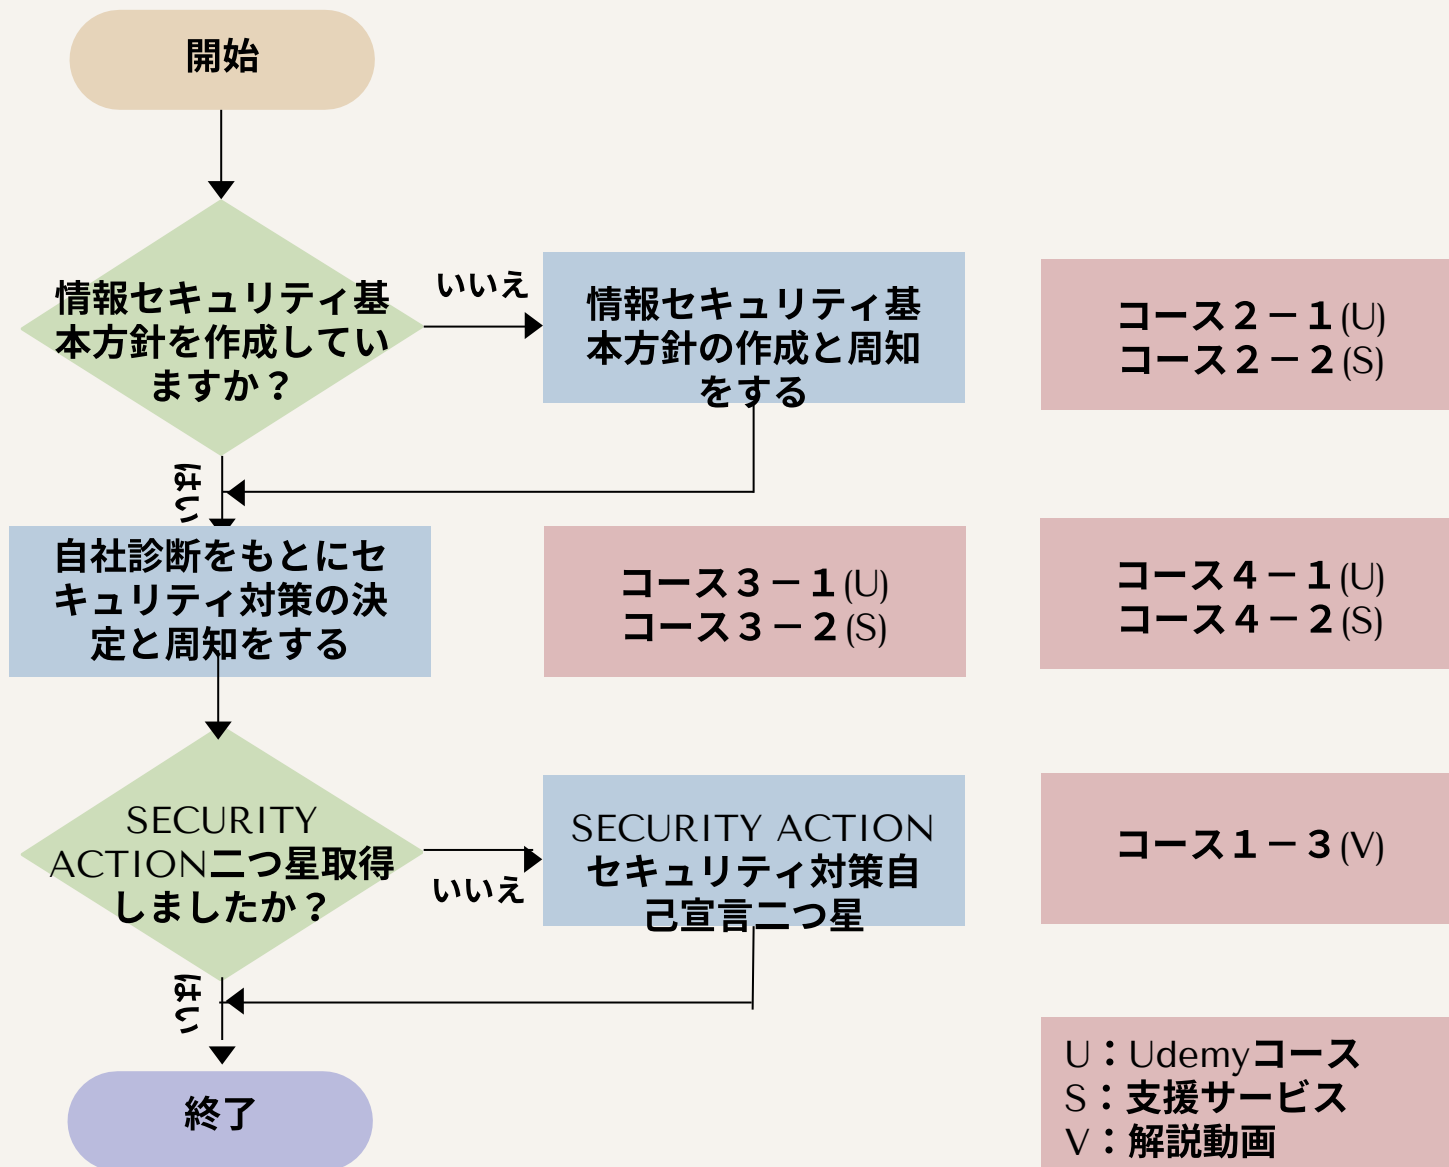 開始
情報セキュリティ基
本方針を作成してい
ますか？
いいえ
情報セキュリティ基
本方針の作成と周知
をする
コース２－１(U)
コース２－２(S)
はい
自社診断をもとにセ
キュリティ対策の決
定と周知をする
コース３－１(U)
コース３－２(S)
コース４－１(U)
コース４－２(S)
SECURITY
ACTION二つ星取得
しましたか？
いいえ
SECURITY ACTION
セキュリティ対策自
己宣言二つ星
コース１－３(V)
はい
終了
U：Udemyコース
S：支援サービス
V：解説動画